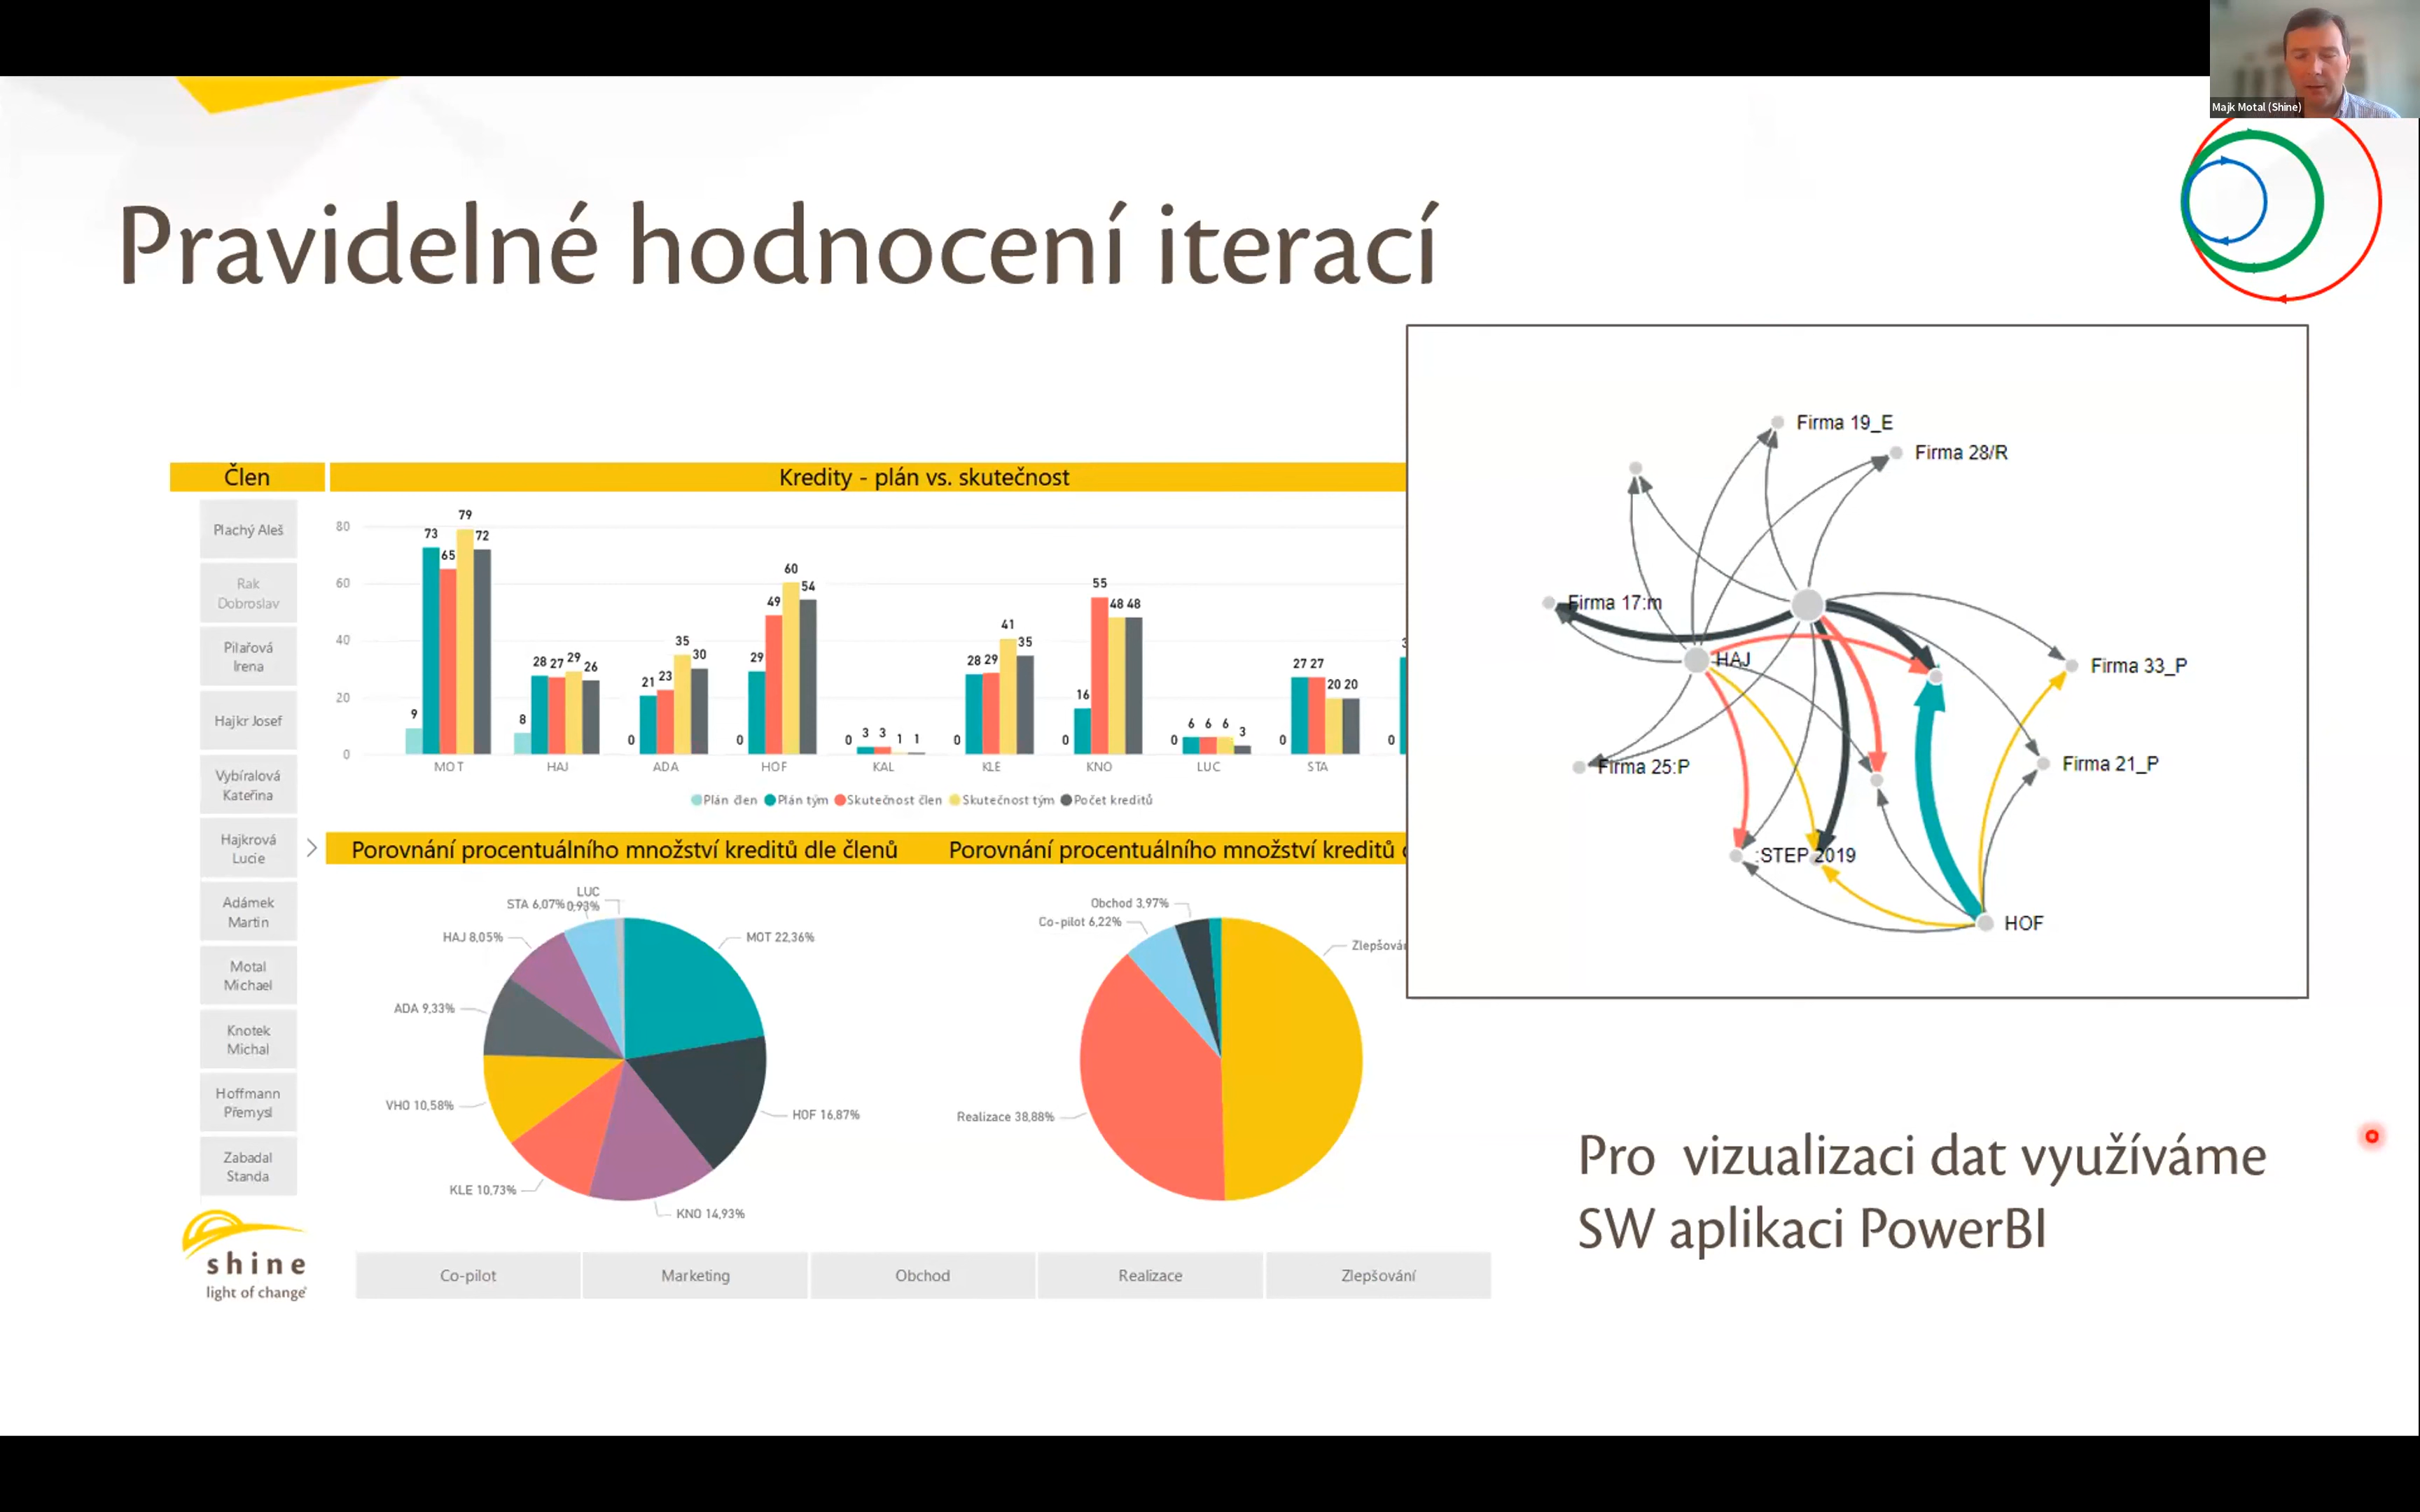 Majk Motal (Shine)
Pravidelné hodnocení iterací
Člen
Plachý Aleš
Rak
Dobroslav
Pilařová
Irena
Hajkr Josef
Vybíralová
Kateřina
Hajkrová
Lucie
Adámek
Martin
Motal
Michael
Knotek
Michal
Hoffmann
Přemysl
Zabadal
Standa
shine
light of change
Kredity - plán vs. skutečnost
80
60
40
20
0
9 73 65 79 72
8 28 27 29 26
0 21 23 35 30
0 29 49 60 54
0 3 3 1 1
0 28 29 41 35
0 16 55 48 48
0 6 6 6 3
0 27 27 20 20
0
MOT HAJ ADA HOF KAL KLE KNO LUC STA
Plán člen Plán tým Skutečnost člen Skutečnost tým Počet kreditů
Porovnání procentuálního množství kreditů dle členů
LUC
0,93%
STA 6,07%
HAJ 8,05%
MOT 22,36%
ADA 9,33%
VHO 10,58%
HOF 16,87%
KLE 10,73%
KNO 14,93%
Porovnání procentuálního množství kreditů
Obchod 3,97%
Co-pilot 6,22%
Realizace 38,88%
Co-pilot
Marketing
Obchod
Realizace
Zlepšování
Firma 19_E
Firma 28/R
Firma 17:m
HAJ
Firma 33_P
Firma 25:P
Firma 21_P
:STEP 2019
HOF
Pro vizualizaci dat využíváme
SW aplikaci PowerBI